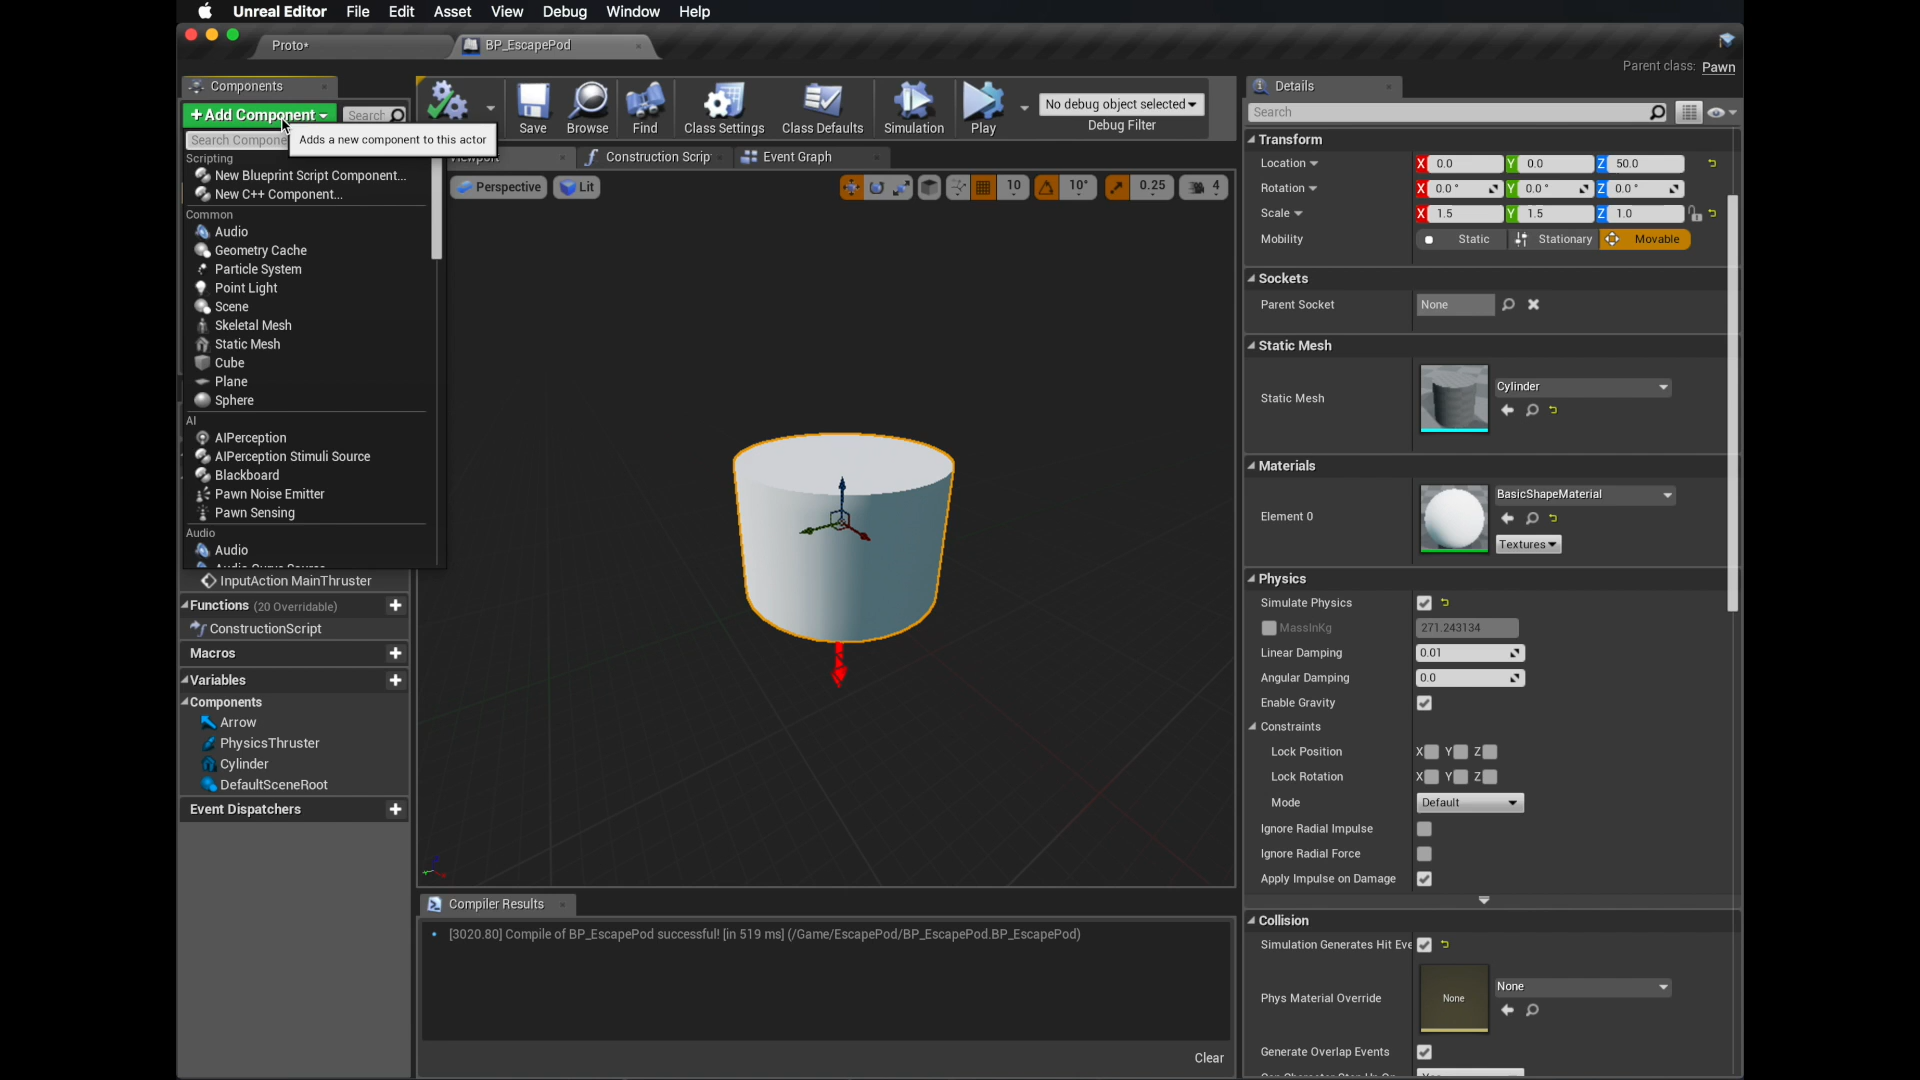 Unreal Editor File Edit Asset View Debug Window Help
Proto*
BP_EscapePod
Parent class: Pawn
Components
+Add Component
Search
Search Compone
Adds a new component to this actor
Scripting
New Blueprint Script Component...
New C++ Component...
Common
Audio
Geometry Cache
Particle System
Point Light
Scene
Skeletal Mesh
Static Mesh
Cube
Plane
Sphere
AI
AIPerception
AIPerception Stimuli Source
Blackboard
Pawn Noise Emitter
Pawn Sensing
Audio
Audio
InputAction MainThruster
Functions (20 Overridable)
ConstructionScript
Macros
Variables
Components
Arrow
PhysicsThruster
Cylinder
DefaultSceneRoot
Event Dispatchers
Save
Browse
Find
Class Settings
Class Defaults
Simulation
Play
No debug object selected
Debug Filter
Construction Scrip
Event Graph
Perspective
Lit
10
10°
0.25
4
Compiler Results
[3020.80] Compile of BP_EscapePod successful! [in 519 ms] (/Game/EscapePod/BP_EscapePod.BP_EscapePod)
Clear
Details
Search
Transform
Location X 0.0 Y 0.0 Z 50.0
Rotation X 0.0 ° Y 0.0 ° Z 0.0 °
Scale X 1.5 Y 1.5 Z 1.0
Mobility Static Stationary Movable
Sockets
Parent Socket None
Static Mesh
Static Mesh Cylinder
Materials
Element 0 BasicShapeMaterial
Textures
Physics
Simulate Physics
MassInKg 271.243134
Linear Damping 0.01
Angular Damping 0.0
Enable Gravity
Constraints
Lock Position X Y Z
Lock Rotation X Y Z
Mode Default
Ignore Radial Impulse
Ignore Radial Force
Apply Impulse on Damage
Collision
Simulation Generates Hit Eve
Phys Material Override None None
Generate Overlap Events